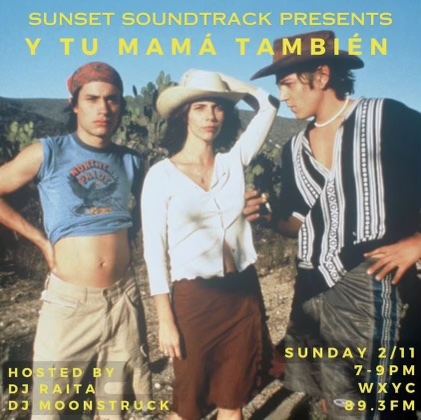 SUNSET SOUNDTRACK PRESENTS
Y TU MAMÁ TAMBIÉN
HOSTED BY
DJ RAITA
DJ MOONSTRUCK
SUNDAY 2/11
7-9PM
WXYC
89.3FM